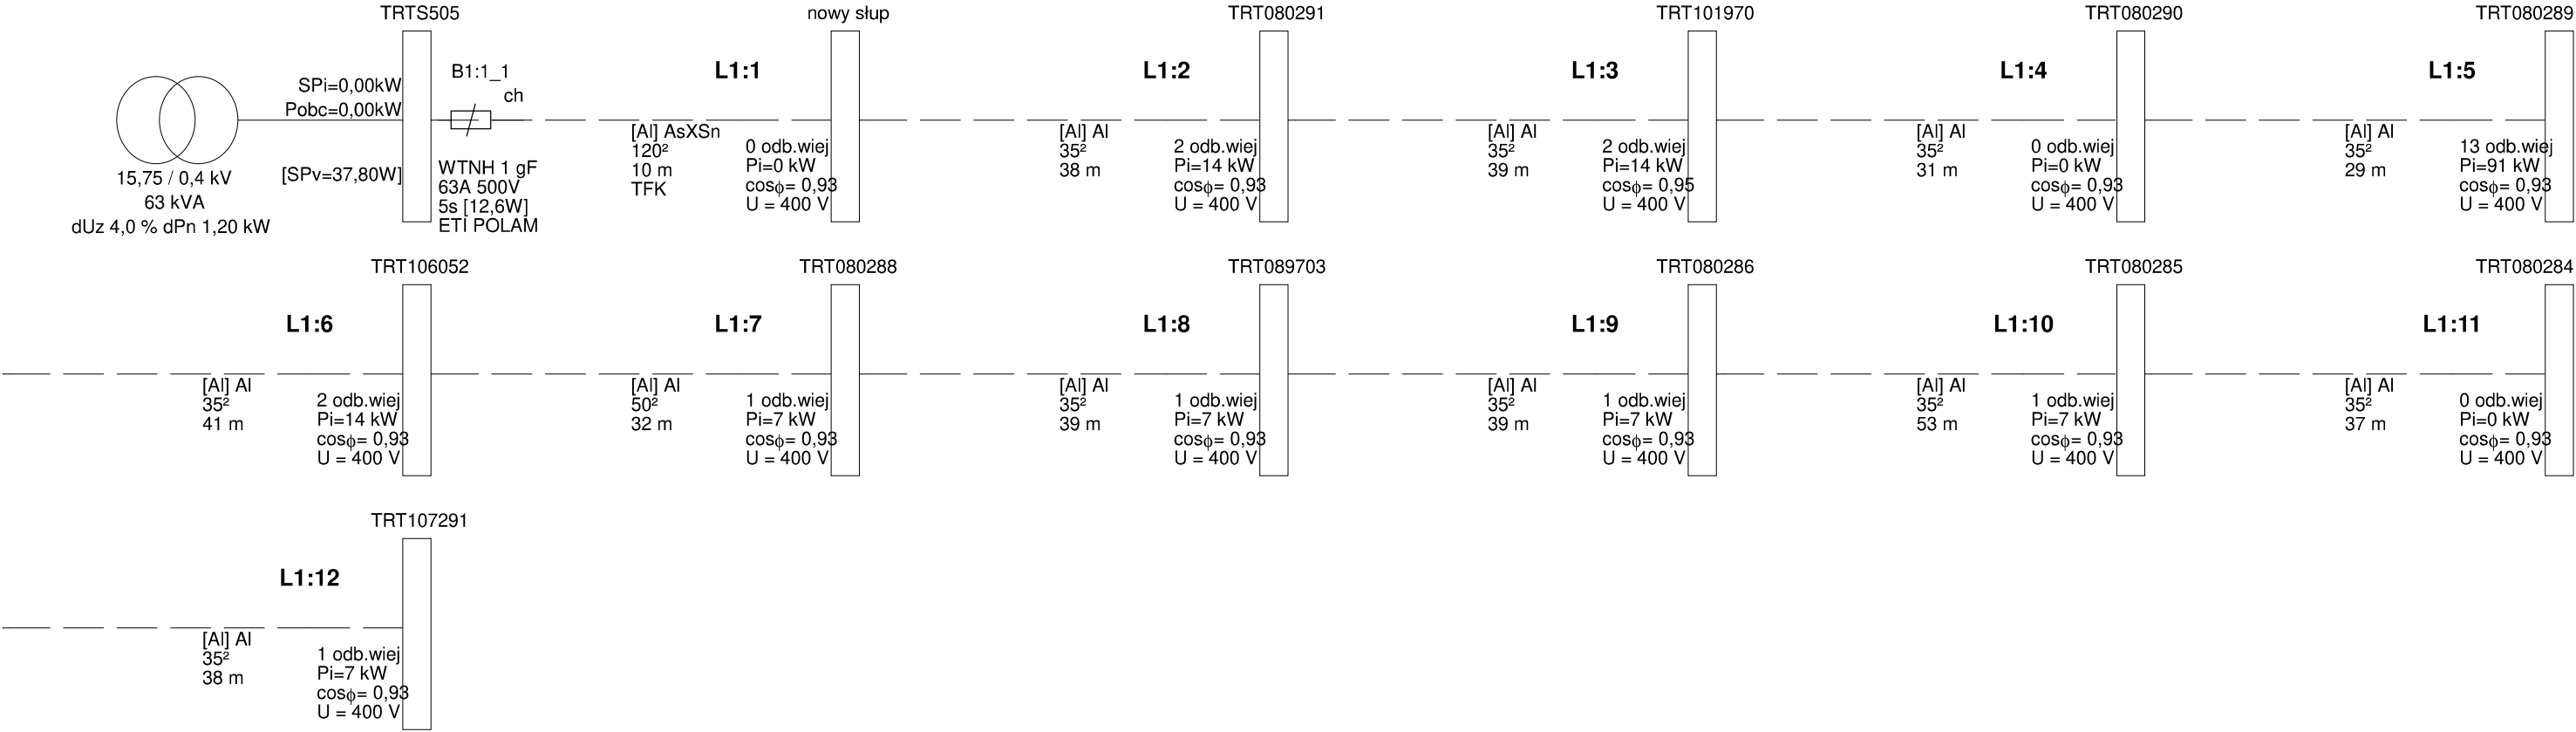 TRTS505
SPi=0,00kW
Pobc=0,00kW
[SPv=37,80W]
15,75 / 0,4 kV
63 kVA
dUz 4,0 % dPn 1,20 kW
B1:1_1
ch
WTNH 1 gF
63A 500V
5s [12,6W]
ETI POLAM
nowy słup
L1:1
[Al] AsXSn
120²
10 m
TFK
0 odb.wiej
Pi=0 kW
cosϕ= 0,93
U = 400 V
TRT080291
L1:2
[Al] Al
35²
38 m
2 odb.wiej
Pi=14 kW
cosϕ= 0,93
U = 400 V
TRT101970
L1:3
[Al] Al
35²
39 m
2 odb.wiej
Pi=14 kW
cosϕ= 0,95
U = 400 V
TRT080290
L1:4
[Al] Al
35²
31 m
0 odb.wiej
Pi=0 kW
cosϕ= 0,93
U = 400 V
TRT080289
L1:5
[Al] Al
35²
29 m
13 odb.wiej
Pi=91 kW
cosϕ= 0,93
U = 400 V
TRT106052
L1:6
[Al] Al
35²
41 m
2 odb.wiej
Pi=14 kW
cosϕ= 0,93
U = 400 V
TRT080288
L1:7
[Al] Al
50²
32 m
1 odb.wiej
Pi=7 kW
cosϕ= 0,93
U = 400 V
TRT089703
L1:8
[Al] Al
35²
39 m
1 odb.wiej
Pi=7 kW
cosϕ= 0,93
U = 400 V
TRT080286
L1:9
[Al] Al
35²
39 m
1 odb.wiej
Pi=7 kW
cosϕ= 0,93
U = 400 V
TRT080285
L1:10
[Al] Al
35²
53 m
1 odb.wiej
Pi=7 kW
cosϕ= 0,93
U = 400 V
TRT080284
L1:11
[Al] Al
35²
37 m
0 odb.wiej
Pi=0 kW
cosϕ= 0,93
U = 400 V
TRT107291
L1:12
[Al] Al
35²
38 m
1 odb.wiej
Pi=7 kW
cosϕ= 0,93
U = 400 V